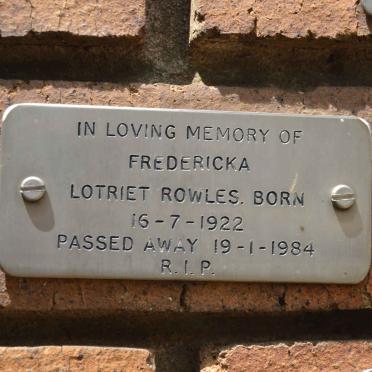 IN LOVING MEMORY OF
FREDERICKA
LOTRIET ROWLES. BORN
16-7-1922
PASSED AWAY 19-1-1984
R.I.P.